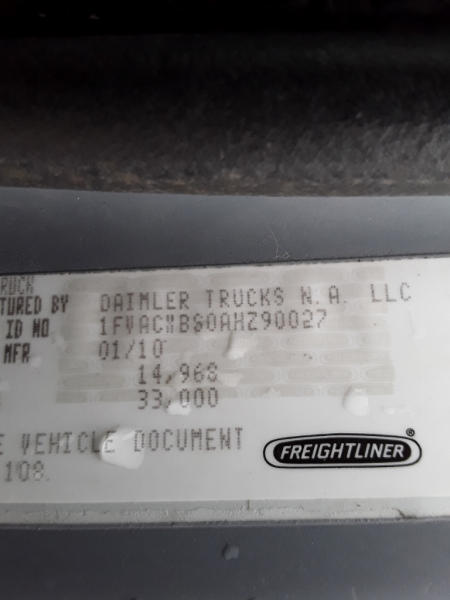 TRUCK
TURED BY DAIMLER TRUCKS N.A. LLC
ID NO 1FVACXBS0AHZ90027
MFR 01/10
14,968
33,000
E VEHICLE DOCUMENT
108.
FREIGHTLINER®